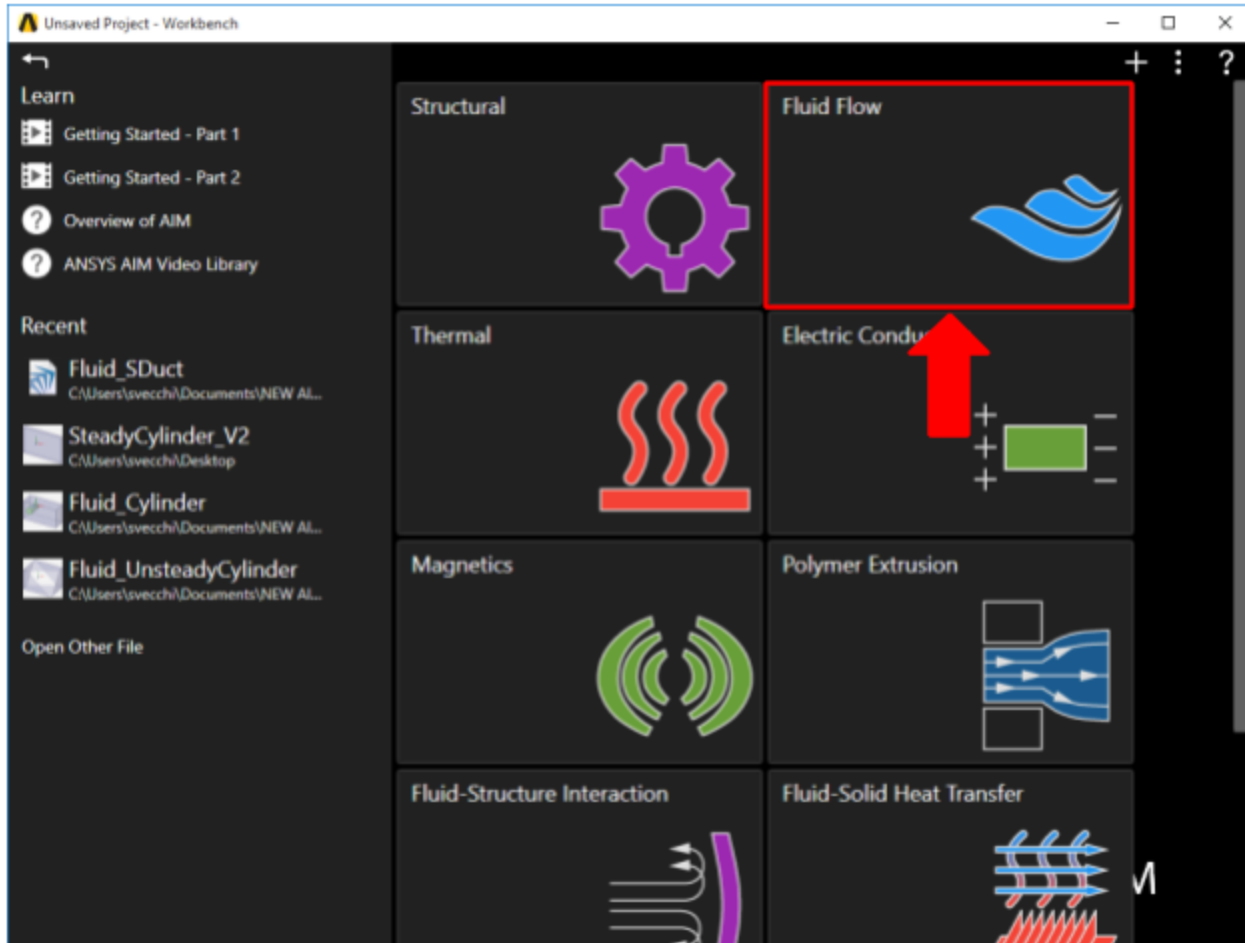 Unsaved Project - Workbench
Learn
Getting Started - Part 1
Getting Started - Part 2
Overview of AIM
ANSYS AIM Video Library
Recent
Fluid_SDuct
C:\Users\svecchi\Documents\NEW AI...
SteadyCylinder_V2
C:\Users\svecchi\Desktop
Fluid_Cylinder
C:\Users\svecchi\Documents\NEW AI...
Fluid_UnsteadyCylinder
C:\Users\svecchi\Documents\NEW AI...
Open Other File
Structural
Fluid Flow
Thermal
Electric
Magnetics
Polymer Extrusion
Fluid-Structure Interaction
Fluid-Solid Heat Transfer
M